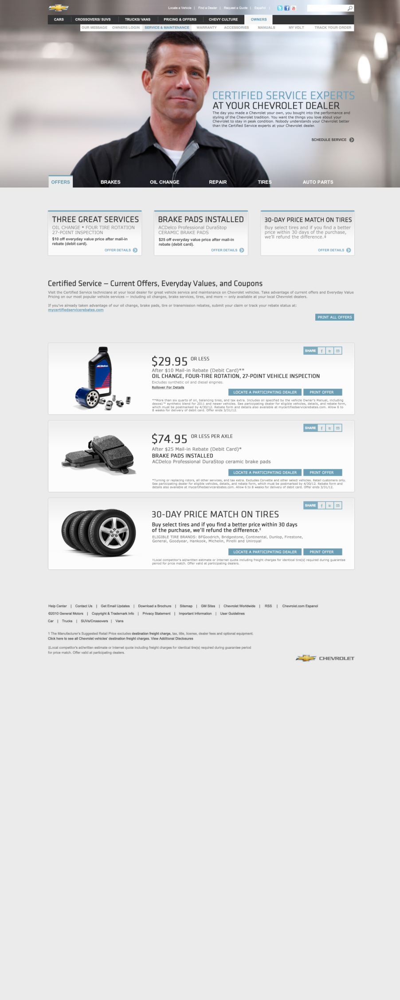 Locate a Vehicle | Find a Dealer | Request a Quote | Español |
CARS CROSSOVERS/ SUVS TRUCKS/ VANS PRICING & OFFERS CHEVY CULTURE OWNERS
OUR MESSAGE OWNERS LOGIN SERVICE & MAINTENANCE WARRANTY ACCESSORIES MANUALS MY VOLT TRACK YOUR ORDER
CERTIFIED SERVICE EXPERTS
AT YOUR CHEVROLET DEALER
The day you made a Chevrolet your own, you bought into the performance and
styling of the Chevrolet tradition. You want the things you love about your
Chevrolet to stay in peak condition. Nobody understands your Chevrolet better
than the Certified Service experts at your Chevrolet dealer.
SCHEDULE SERVICE
OFFERS BRAKES OIL CHANGE REPAIR TIRES AUTO PARTS
THREE GREAT SERVICES
OIL CHANGE • FOUR TIRE ROTATION
27-POINT INSPECTION
$10 off everyday value price after mail-in
rebate (debit card).
OFFER DETAILS
BRAKE PADS INSTALLED
ACDelco Professional DuraStop
CERAMIC BRAKE PADS
$25 off everyday value price after mail-in
rebate (debit card).
OFFER DETAILS
30-DAY PRICE MATCH ON TIRES
Buy select tires and if you find a better
price within 30 days of the purchase,
we'll refund the difference.‡
OFFER DETAILS
Certified Service – Current Offers, Everyday Values, and Coupons
Visit the Certified Service technicians at your local dealer for great vehicle service and maintenance on Chevrolet vehicles. Take advantage of current offers and Everyday Value
Pricing on our most popular vehicle services — including oil changes, brake services, tires, and more — only available at your local Chevrolet dealers.
If you've already taken advantage of our oil change, brake pads, tire or transmission rebates, submit your claim or track your rebate status at:
mycertifiedservicerebates.com
PRINT ALL OFFERS
SHARE
ACDelco
$29.95 OR LESS
After $10 Mail-in Rebate (Debit Card)**
OIL CHANGE, FOUR-TIRE ROTATION, 27-POINT VEHICLE INSPECTION
Excludes synthetic oil and diesel engines.
Rollover For Details
LOCATE A PARTICIPATING DEALER PRINT OFFER
**More than six quarts of oil, balancing tires, and tax extra. Includes oil specified by the vehicle Owner's Manual, including
dexos1™ synthetic blend for 2011 and newer vehicles. See participating dealer for eligible vehicles, details, and rebate form,
which must be postmarked by 4/30/12. Rebate form and details also available at mycertifiedservicerebates.com. Allow 6 to
8 weeks for delivery of debit card. Offer ends 3/31/12.
SHARE
$74.95 OR LESS PER AXLE
After $25 Mail-in Rebate (Debit Card)*
BRAKE PADS INSTALLED
ACDelco Professional DuraStop ceramic brake pads
LOCATE A PARTICIPATING DEALER PRINT OFFER
*Turning or replacing rotors, all other services, and tax extra. Excludes Corvette and other select vehicles. Retail customers only.
See participating dealer for eligible vehicles, details, and rebate form, which must be postmarked by 4/30/12. Rebate form and
details also available at mycertifiedservicerebates.com. Allow 6 to 8 weeks for delivery of debit card. Offer ends 3/31/12.
SHARE
30-DAY PRICE MATCH ON TIRES
Buy select tires and if you find a better price within 30 days
of the purchase, we'll refund the difference.‡
ELIGIBLE TIRE BRANDS: BFGoodrich, Bridgestone, Continental, Dunlop, Firestone,
General, Goodyear, Hankook, Michelin, Pirelli and Uniroyal
LOCATE A PARTICIPATING DEALER PRINT OFFER
‡Local competitor's ad/written estimate or Internet quote including freight charges for identical tire(s) required during guarantee
period for price match. Offer valid at participating dealers.
Help Center | Contact Us | Get Email Updates | Download a Brochure | Sitemap | GM Sites | Chevrolet Worldwide | RSS | Chevrolet.com Espanol
©2010 General Motors | Copyright & Trademark Info | Privacy Statement | Important Information | User Guidelines
Car | Trucks | SUVs/Crossovers | Vans
† The Manufacturer's Suggested Retail Price excludes destination freight charge, tax, title, license, dealer fees and optional equipment.
Click here to see all Chevrolet vehicles' destination freight charges. View Additional Disclosures
‡Local competitor's ad/written estimate or Internet quote including freight charges for identical tire(s) required during guarantee period
for price match. Offer valid at participating dealers.
CHEVROLET